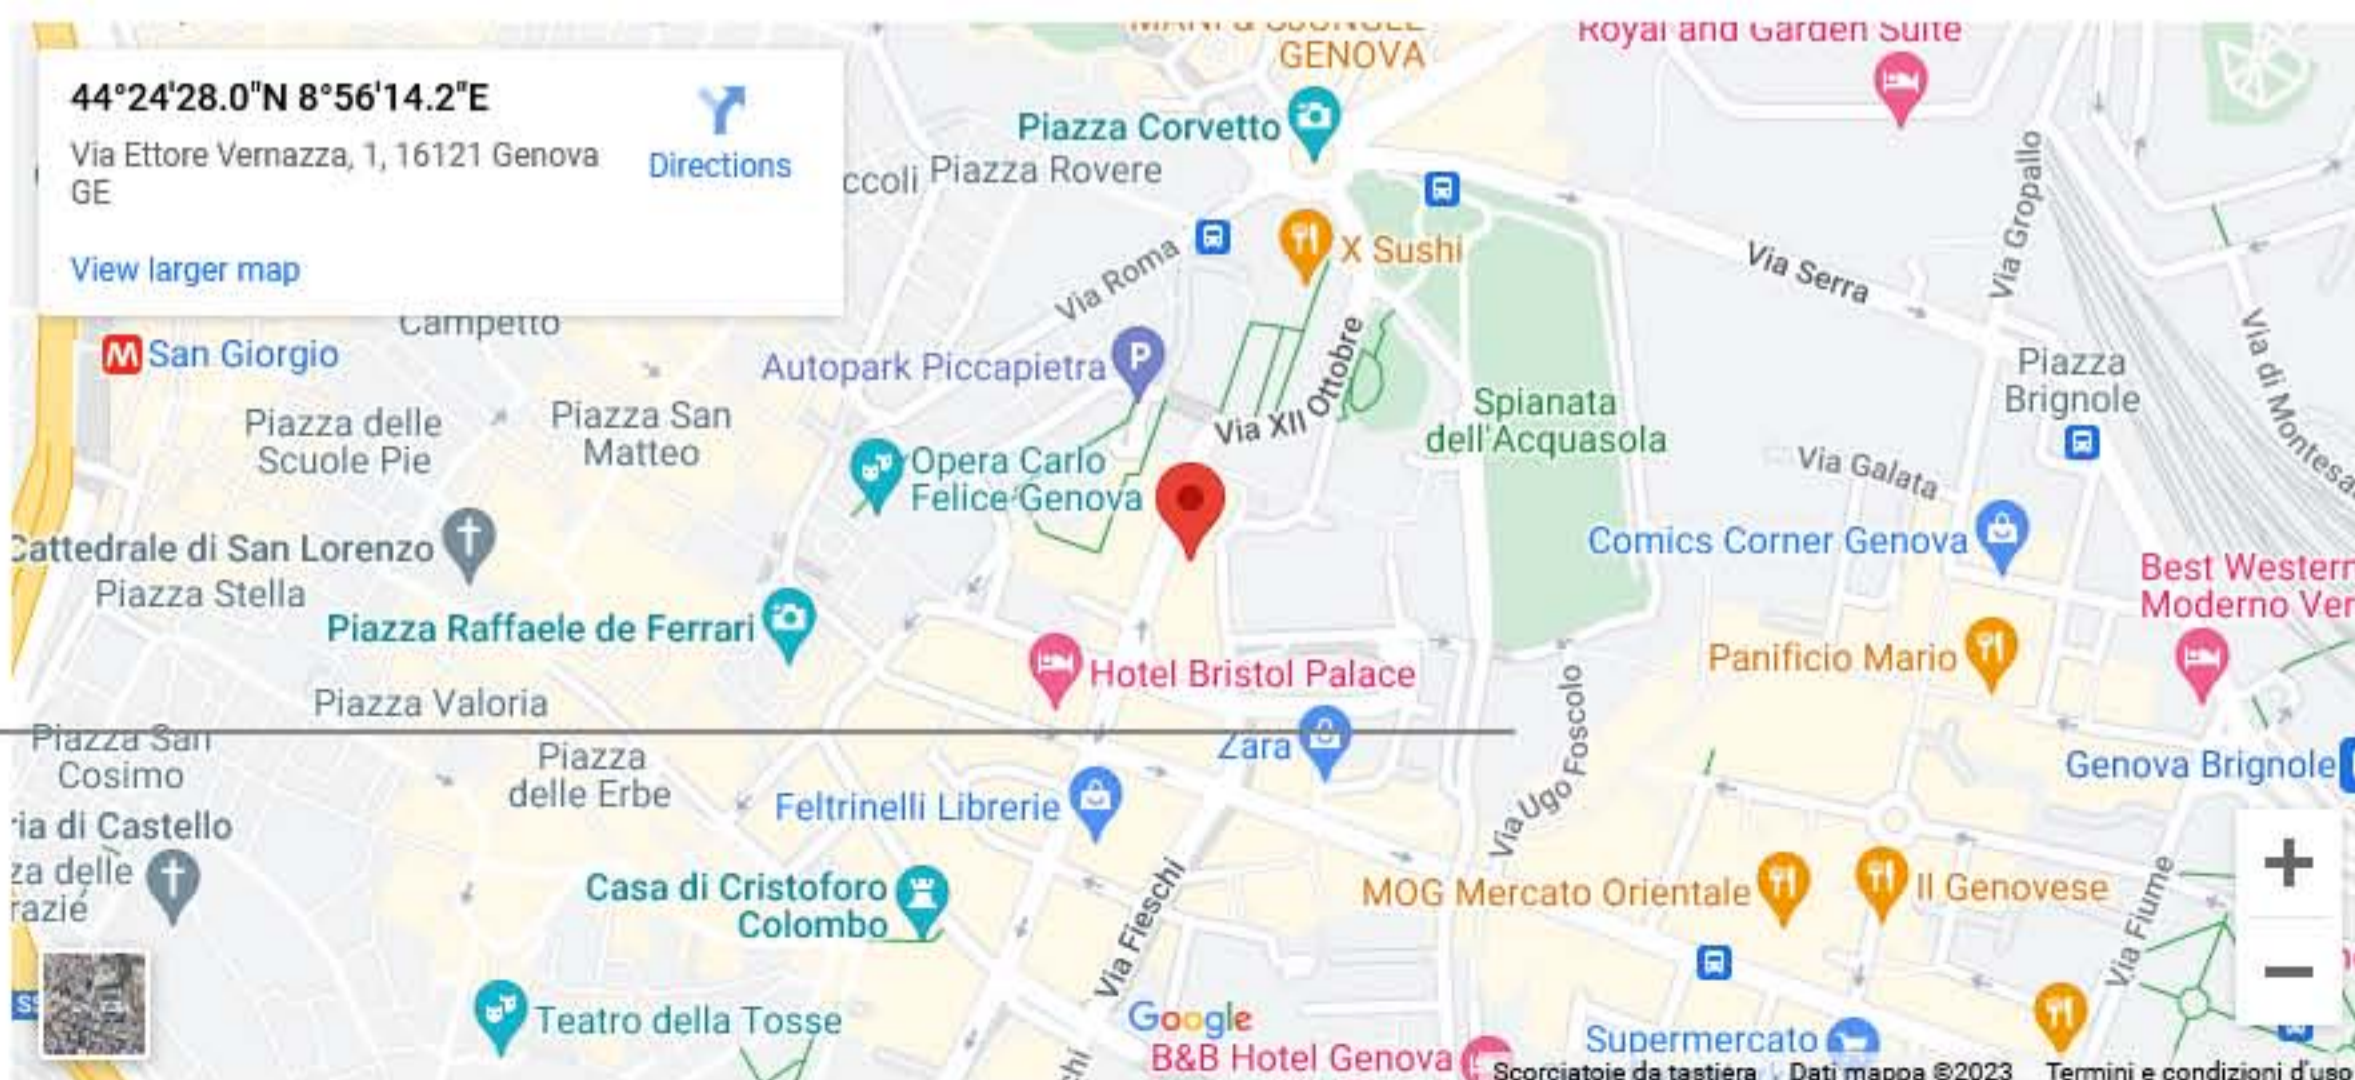 MANI & SJUNGLE
GENOVA
Royal and Garden Suite
44°24'28.0"N 8°56'14.2"E
Via Ettore Vernazza, 1, 16121 Genova
GE
Directions
View larger map
Piazza Corvetto
ccoli
Piazza Rovere
X Sushi
Via Roma
Via Serra
Via Gropallo
Campetto
San Giorgio
Autopark Piccapietra
P
Via XII Ottobre
Piazza
Brignole
Via di Montesa
Piazza delle
Scuole Pie
Piazza San
Matteo
Spianata
dell'Acquasola
Opera Carlo
Felice Genova
Via Galata
Cattedrale di San Lorenzo
Piazza Stella
Comics Corner Genova
Best Western
Moderno Ver
Piazza Raffaele de Ferrari
Hotel Bristol Palace
Panificio Mario
Piazza Valoria
Piazza San
Cosimo
Piazza
delle Erbe
Zara
Via Ugo Foscolo
Genova Brignole
Feltrinelli Librerie
ria di Castello
za delle
razie
Casa di Cristoforo
Colombo
Via Fieschi
MOG Mercato Orientale
Il Genovese
Via Fiume
SS
Teatro della Tosse
Google
B&B Hotel Genova
Supermercato
chi
Scorciatoie da tastiera
Dati mappa ©2023
Termini e condizioni d'uso